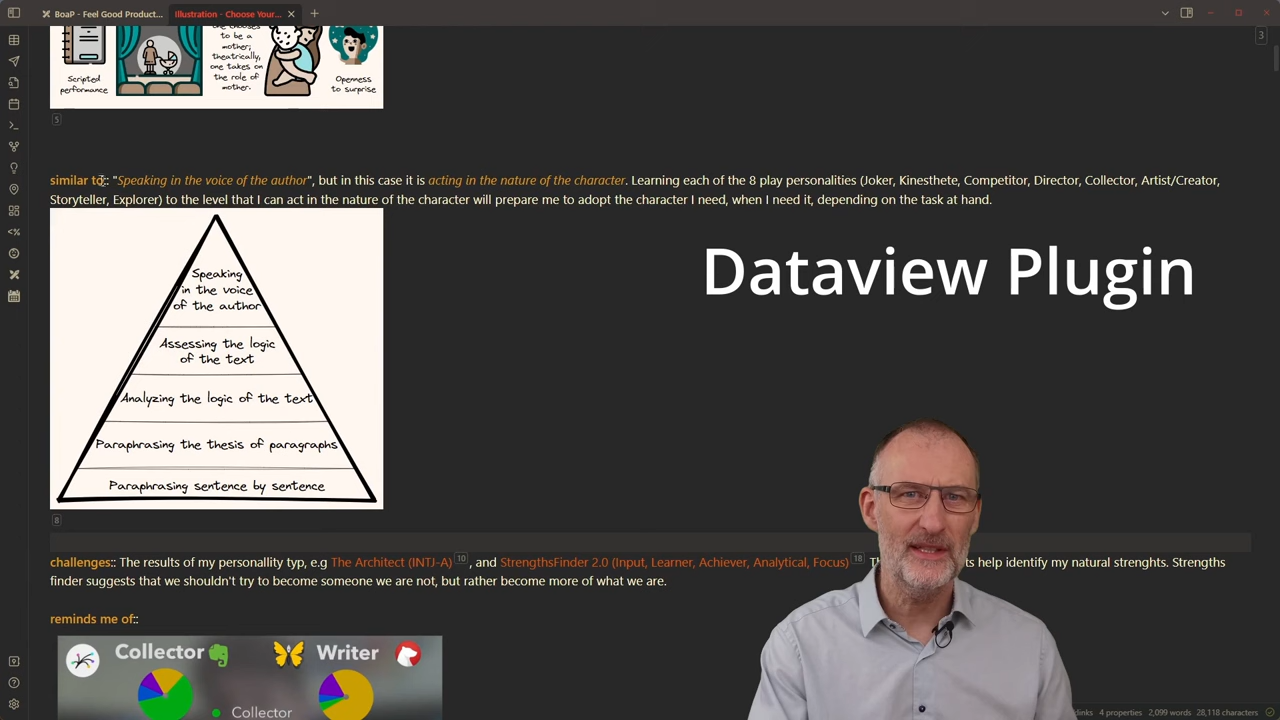 BoaP - Feel Good Product...
Illustration - Choose Your...
3
to be a
mother;
theatrically,
one takes on
the role of
mother.
Scripted
performance
Openness
to surprise
5
similar to:: "Speaking in the voice of the author", but in this case it is acting in the nature of the character. Learning each of the 8 play personalities (Joker, Kinesthete, Competitor, Director, Collector, Artist/Creator,
Storyteller, Explorer) to the level that I can act in the nature of the character will prepare me to adopt the character I need, when I need it, depending on the task at hand.
Dataview Plugin
Speaking
in the voice
of the author
Assessing the logic
of the text
Analyzing the logic of the text
Paraphrasing the thesis of paragraphs
Paraphrasing sentence by sentence
8
challenges:: The results of my personallity typ, e.g The Architect (INTJ-A) 10 , and StrengthsFinder 2.0 (Input, Learner, Achiever, Analytical, Focus) 18 help identify my natural strenghts. Strengths
finder suggests that we shouldn't try to become someone we are not, but rather become more of what we are.
reminds me of::
Collector
Writer
Collector
4 properties 2,099 words 28,118 characters